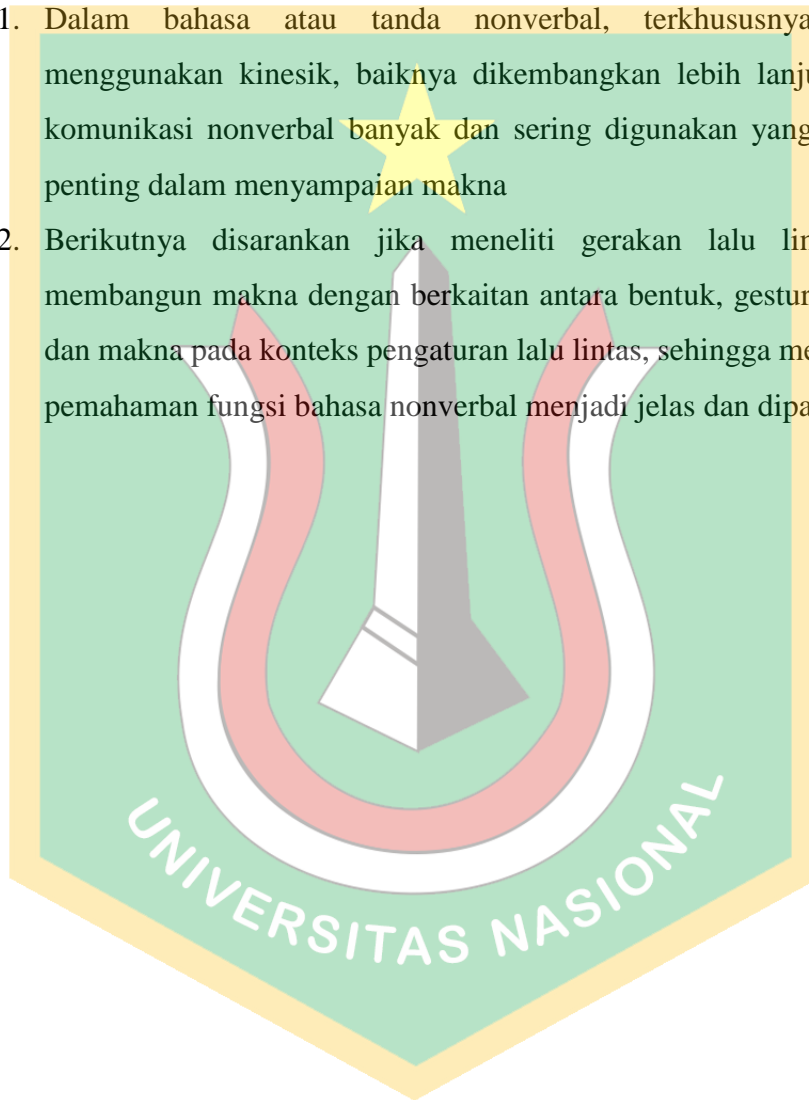 1. Dalam bahasa atau tanda nonverbal, terkhususnya
menggunakan kinesik, baiknya dikembangkan lebih
komunikasi nonverbal banyak dan sering digunakan yang
penting dalam menyampaian makna
2. Berikutnya disarankan jika meneliti gerakan lalu
membangun makna dengan berkaitan antara bentuk,
dan makna pada konteks pengaturan lalu lintas, sehingga
pemahaman fungsi bahasa nonverbal menjadi jelas dan
UNIVERSITAS NASIONAL